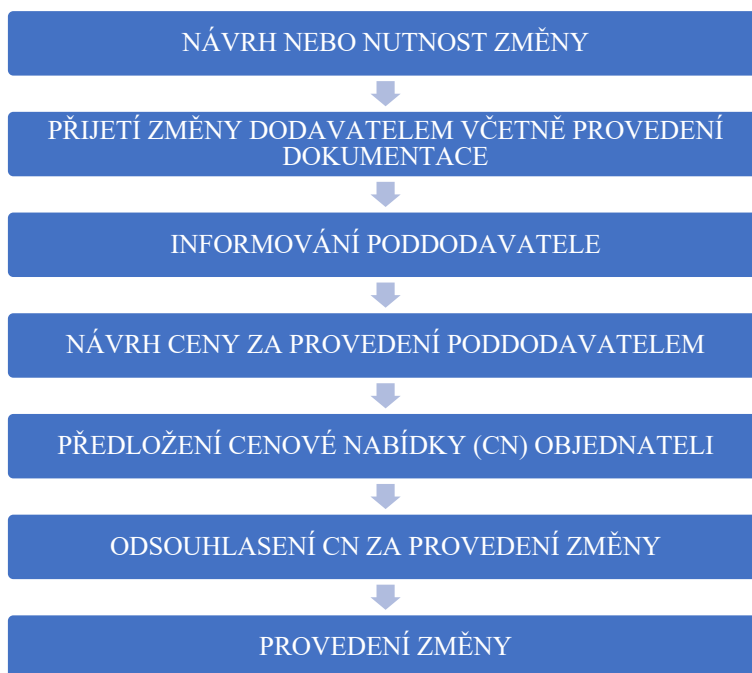 NÁVRH NEBO NUTNOST ZMĚNY
PŘIJETÍ ZMĚNY DODAVATELEM VČETNĚ PROVEDENÍ
DOKUMENTACE
INFORMOVÁNÍ PODDODAVATELE
NÁVRH CENY ZA PROVEDENÍ PODDODAVATELEM
PŘEDLOŽENÍ CENOVÉ NABÍDKY (CN) OBJEDNATELI
ODSOUHLASENÍ CN ZA PROVEDENÍ ZMĚNY
PROVEDENÍ ZMĚNY